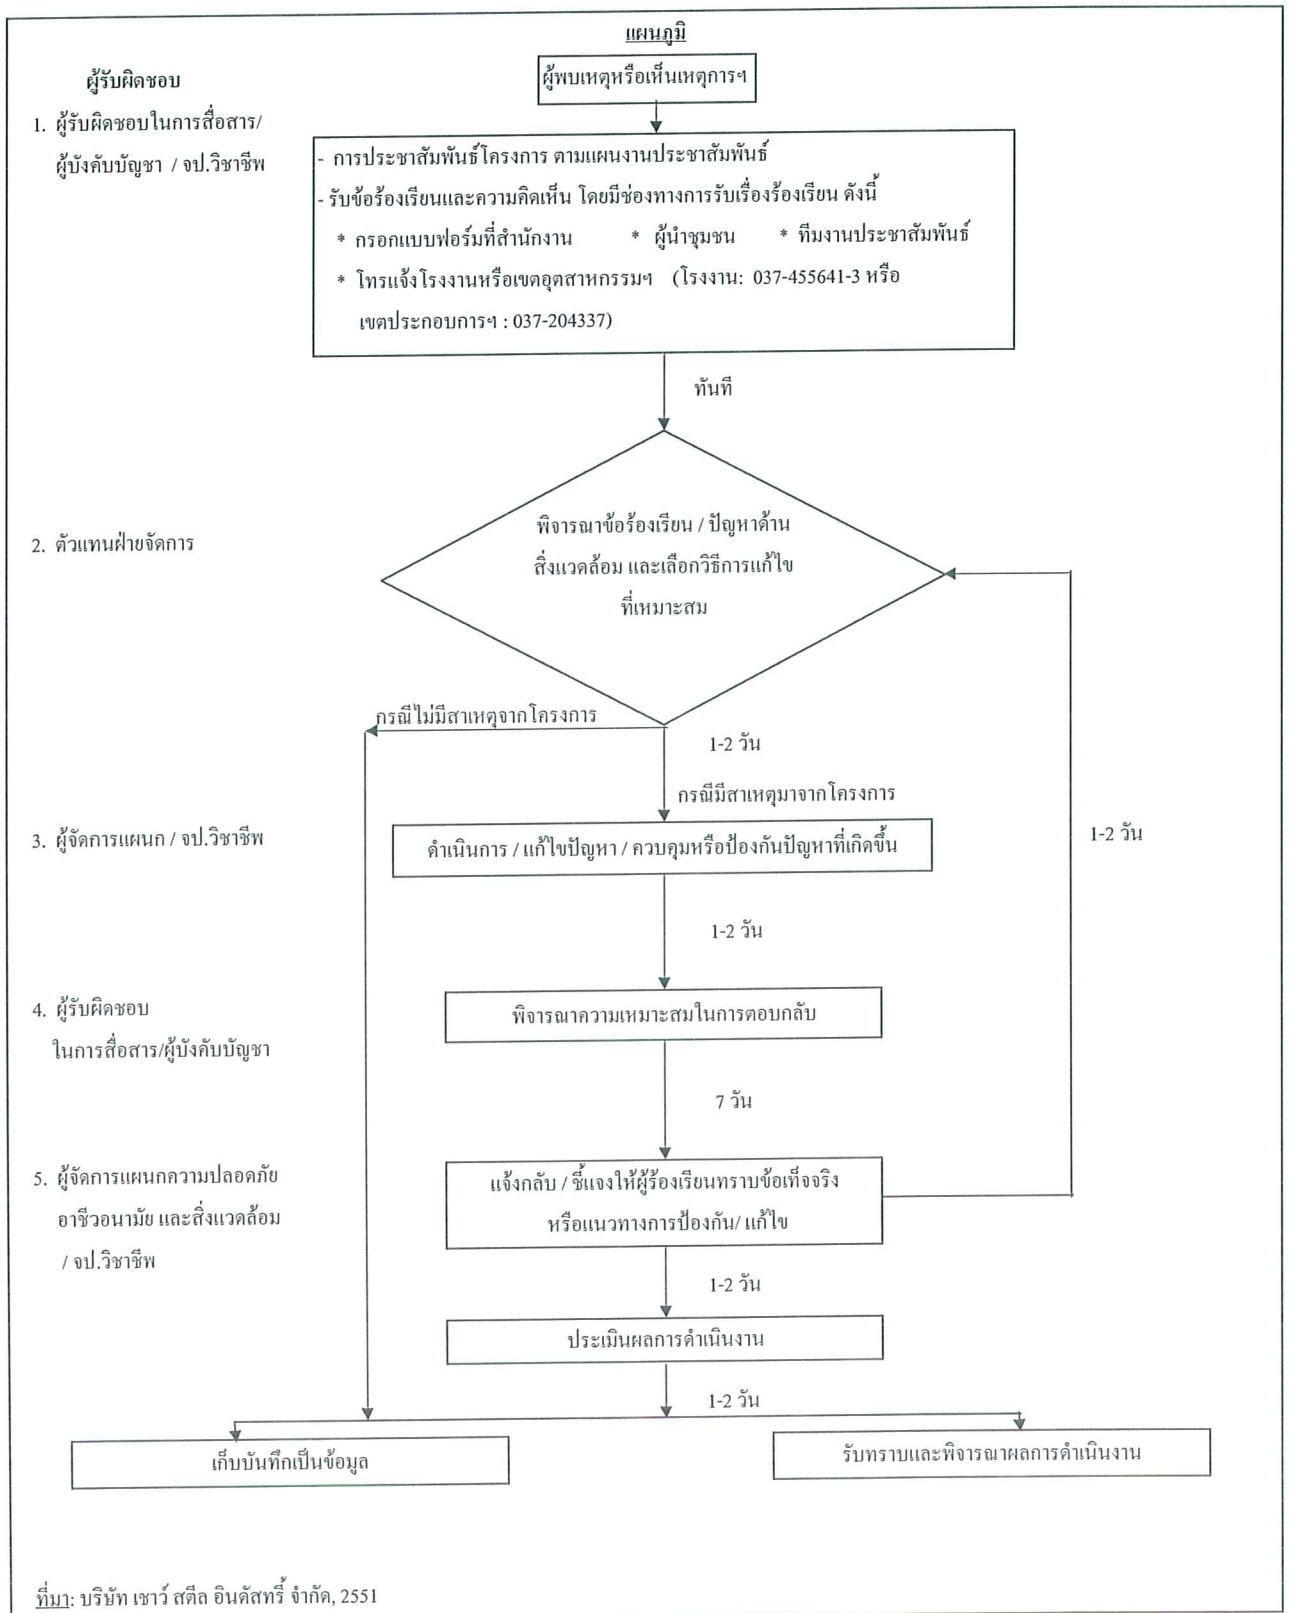 แผนภูมิ
ผู้รับผิดชอบ
ผู้พบเหตุหรือเห็นเหตุการฯ
1. ผู้รับผิดชอบในการสื่อสาร/
ผู้บังคับบัญชา / จป.วิชาชีพ
- การประชาสัมพันธ์โครงการ ตามแผนงานประชาสัมพันธ์
- รับข้อร้องเรียนและความคิดเห็น โดยมีช่องทางการรับเรื่องร้องเรียน ดังนี้
* กรอกแบบฟอร์มที่สำนักงาน * ผู้นำชุมชน * ทีมงานประชาสัมพันธ์
* โทรแจ้งโรงงานหรือเขตอุตสาหกรรมฯ (โรงงาน: 037-455641-3 หรือ
เขตประกอบการฯ : 037-204337)
ทันที
2. ตัวแทนฝ่ายจัดการ
พิจารณาข้อร้องเรียน / ปัญหาด้าน
สิ่งแวดล้อม และเลือกวิธีการแก้ไข
ที่เหมาะสม
กรณีไม่มีสาเหตุจากโครงการ
1-2 วัน
กรณีมีสาเหตุมาจากโครงการ
3. ผู้จัดการแผนก / จป.วิชาชีพ
ดำเนินการ / แก้ไขปัญหา / ควบคุมหรือป้องกันปัญหาที่เกิดขึ้น
1-2 วัน
1-2 วัน
4. ผู้รับผิดชอบ
ในการสื่อสาร/ผู้บังคับบัญชา
พิจารณาความเหมาะสมในการตอบกลับ
7 วัน
5. ผู้จัดการแผนกความปลอดภัย
อาชีวอนามัย และสิ่งแวดล้อม
/ จป.วิชาชีพ
แจ้งกลับ / ชี้แจงให้ผู้ร้องเรียนทราบข้อเท็จจริง
หรือแนวทางการป้องกัน/ แก้ไข
1-2 วัน
ประเมินผลการดำเนินงาน
1-2 วัน
เก็บบันทึกเป็นข้อมูล
รับทราบและพิจารณาผลการดำเนินงาน
ที่มา: บริษัท เชาว์ สตีล อินดัสทรี้ จำกัด, 2551